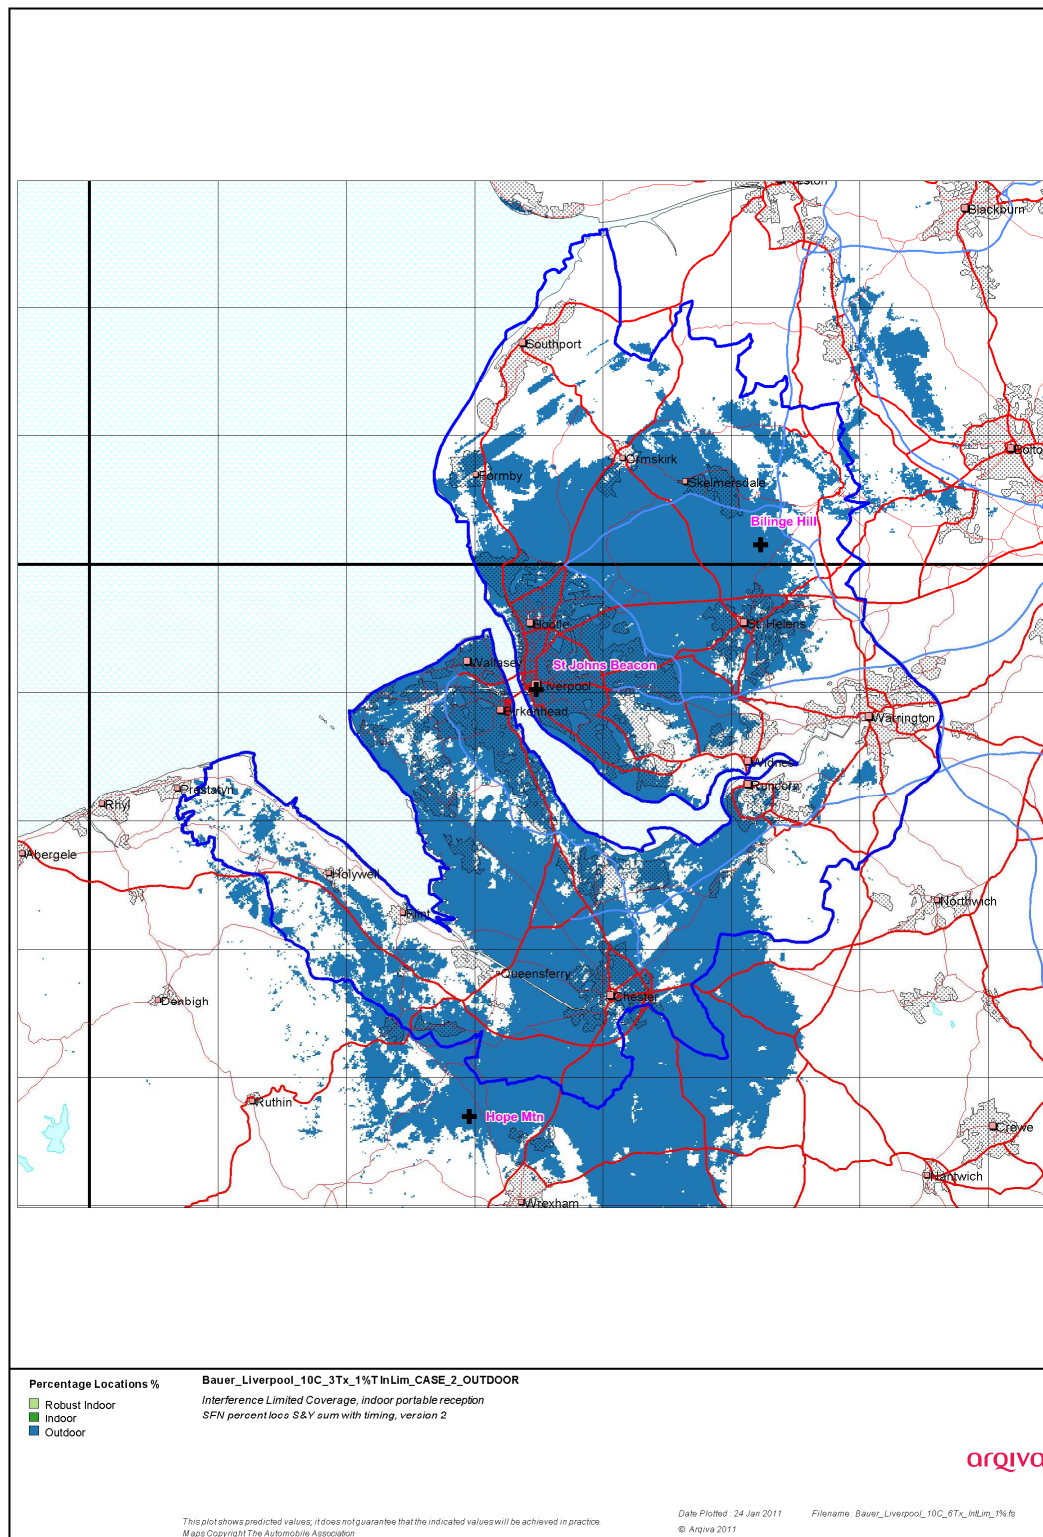 Blackburn
Southport
Ormskirk
Formby
Skelmersdale
Bilinge Hill
Bootle
St. Helens
Wallasey
St Johns Beacon
Liverpool
Birkenhead
Warrington
Widnes
Runcorn
Prestatyn
Rhyl
Abergele
Holywell
Flint
Northwich
Queensferry
Chester
Denbigh
Ruthin
Hope Mtn
Crewe
Nantwich
Wrexham
Percentage Locations %
Robust Indoor
Indoor
Outdoor
Bauer_Liverpool_10C_3Tx_1%TInLim_CASE_2_OUTDOOR
Interference Limited Coverage, indoor portable reception
SFN percent locs S&Y sum with timing, version 2
arqiva
This plot shows predicted values; it does not guarantee that the indicated values will be achieved in practice
Maps Copyright The Automobile Association
Date Plotted : 24 Jan 2011 Filename : Bauer_Liverpool_10C_6Tx_IntLim_1%.fs
© Arqiva 2011